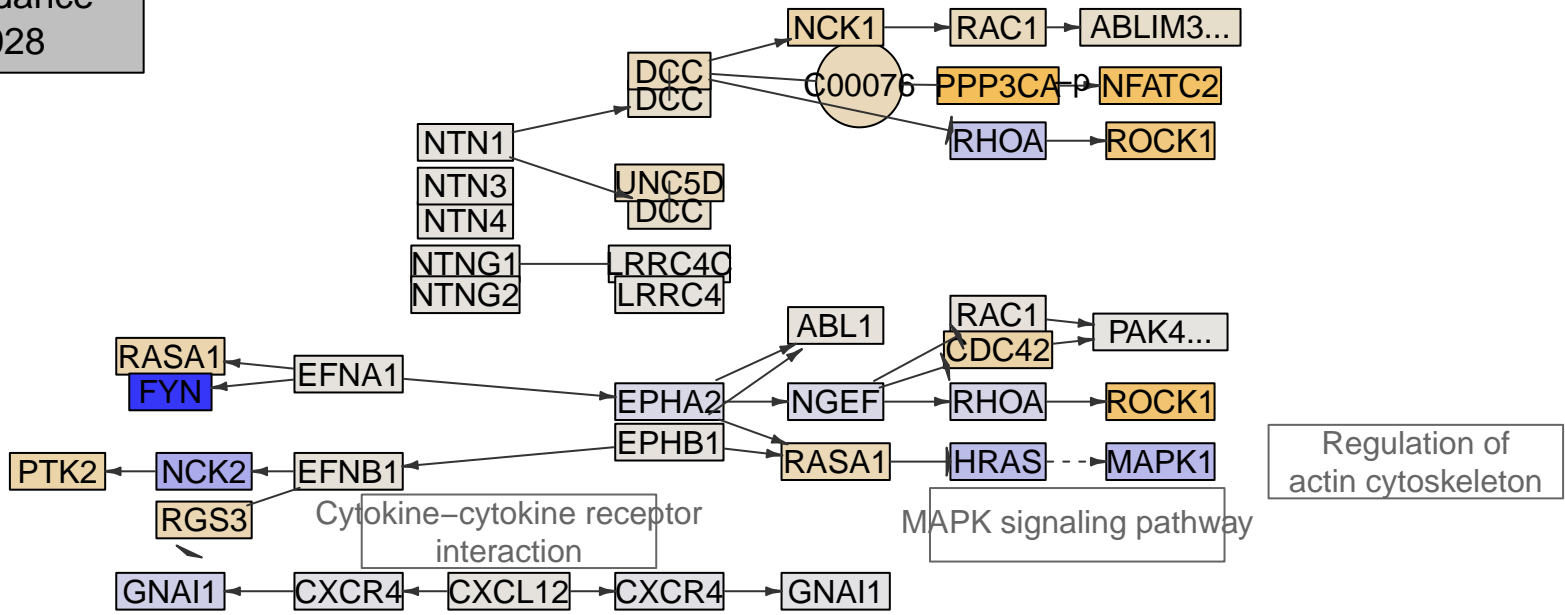 028
NCK1
RAC1
ABLIM3...
DCC
DCC
C00076
PPP3CA
+p
NFATC2
NTN1
RHOA
ROCK1
NTN3
UNC5D
NTN4
DCC
NTNG1
LRRC4C
NTNG2
LRRC4
ABL1
RAC1
PAK4...
CDC42
RASA1
EFNA1
FYN
EPHA2
NGEF
RHOA
ROCK1
EPHB1
Regulation of
actin cytoskeleton
PTK2
NCK2
EFNB1
RASA1
HRAS
MAPK1
RGS3
Cytokine−cytokine receptor
interaction
MAPK signaling pathway
GNAI1
CXCR4
CXCL12
CXCR4
GNAI1